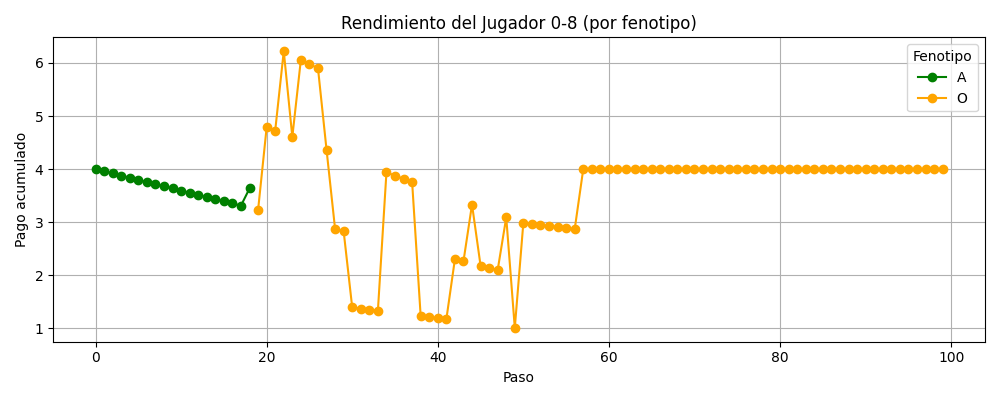 Rendimiento del Jugador 0-8 (por fenotipo)
Pago acumulado
6
5
4
3
2
1
0
20
40
60
80
100
Paso
Fenotipo
A
O